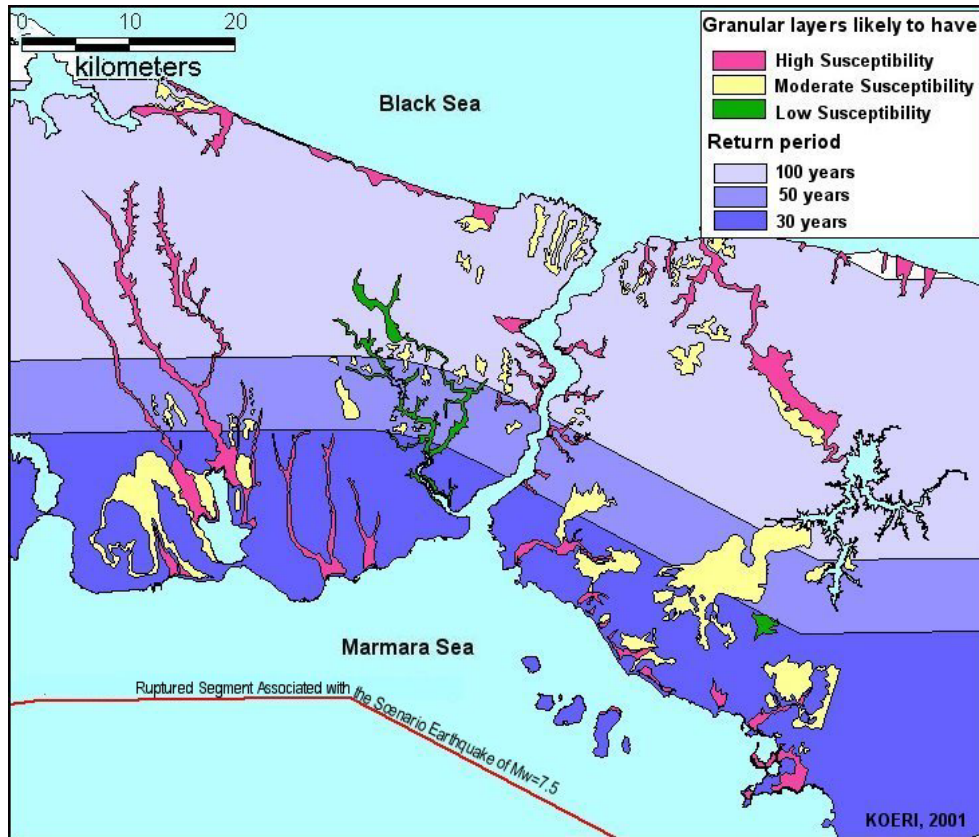 0 10 20
kilometers
Black Sea
Granular layers likely to have
High Susceptibility
Moderate Susceptibility
Low Susceptibility
Return period
100 years
50 years
30 years
Marmara Sea
Ruptured Segment Associated with the Scenario Earthquake of Mw=7.5
KOERI, 2001